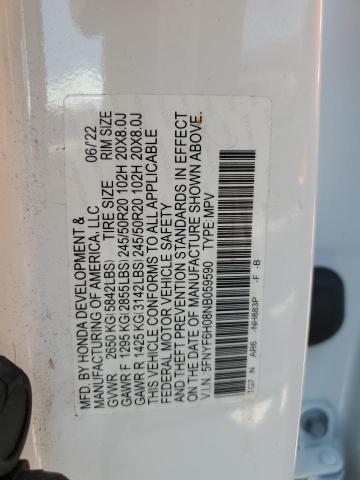 MFD. BY HONDA DEVELOPMENT &
MANUFACTURING OF AMERICA, LLC 06/'22
GVWR 2650 KG(5842LBS) TIRE SIZE RIM SIZE
GAWR F 1295 KG(2855LBS) 245/50R20 102H 20X8.0J
GAWR R 1425 KG(3142LBS) 245/50R20 102H 20X8.0J
THIS VEHICLE CONFORMS TO ALL APPLICABLE
FEDERAL MOTOR VEHICLE SAFETY
AND THEFT PREVENTION STANDARDS IN EFFECT
ON THE DATE OF MANUFACTURE SHOWN ABOVE.
V.I.N. 5FNYF6H08NB059590 TYPE:MPV
TG7 N AR6 NH883P -F -B